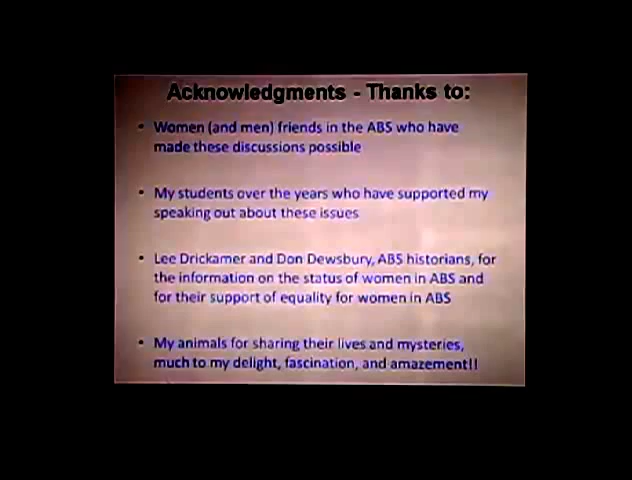 Acknowledgments - Thanks to:
• Women (and men) friends in the ABS who have
made these discussions possible
• My students over the years who have supported my
speaking out about these issues
• Lee Drickamer and Don Dewsbury, ABS historians, for
the information on the status of women in ABS and
for their support of equality for women in ABS
• My animals for sharing their lives and mysteries,
much to my delight, fascination, and amazement!!